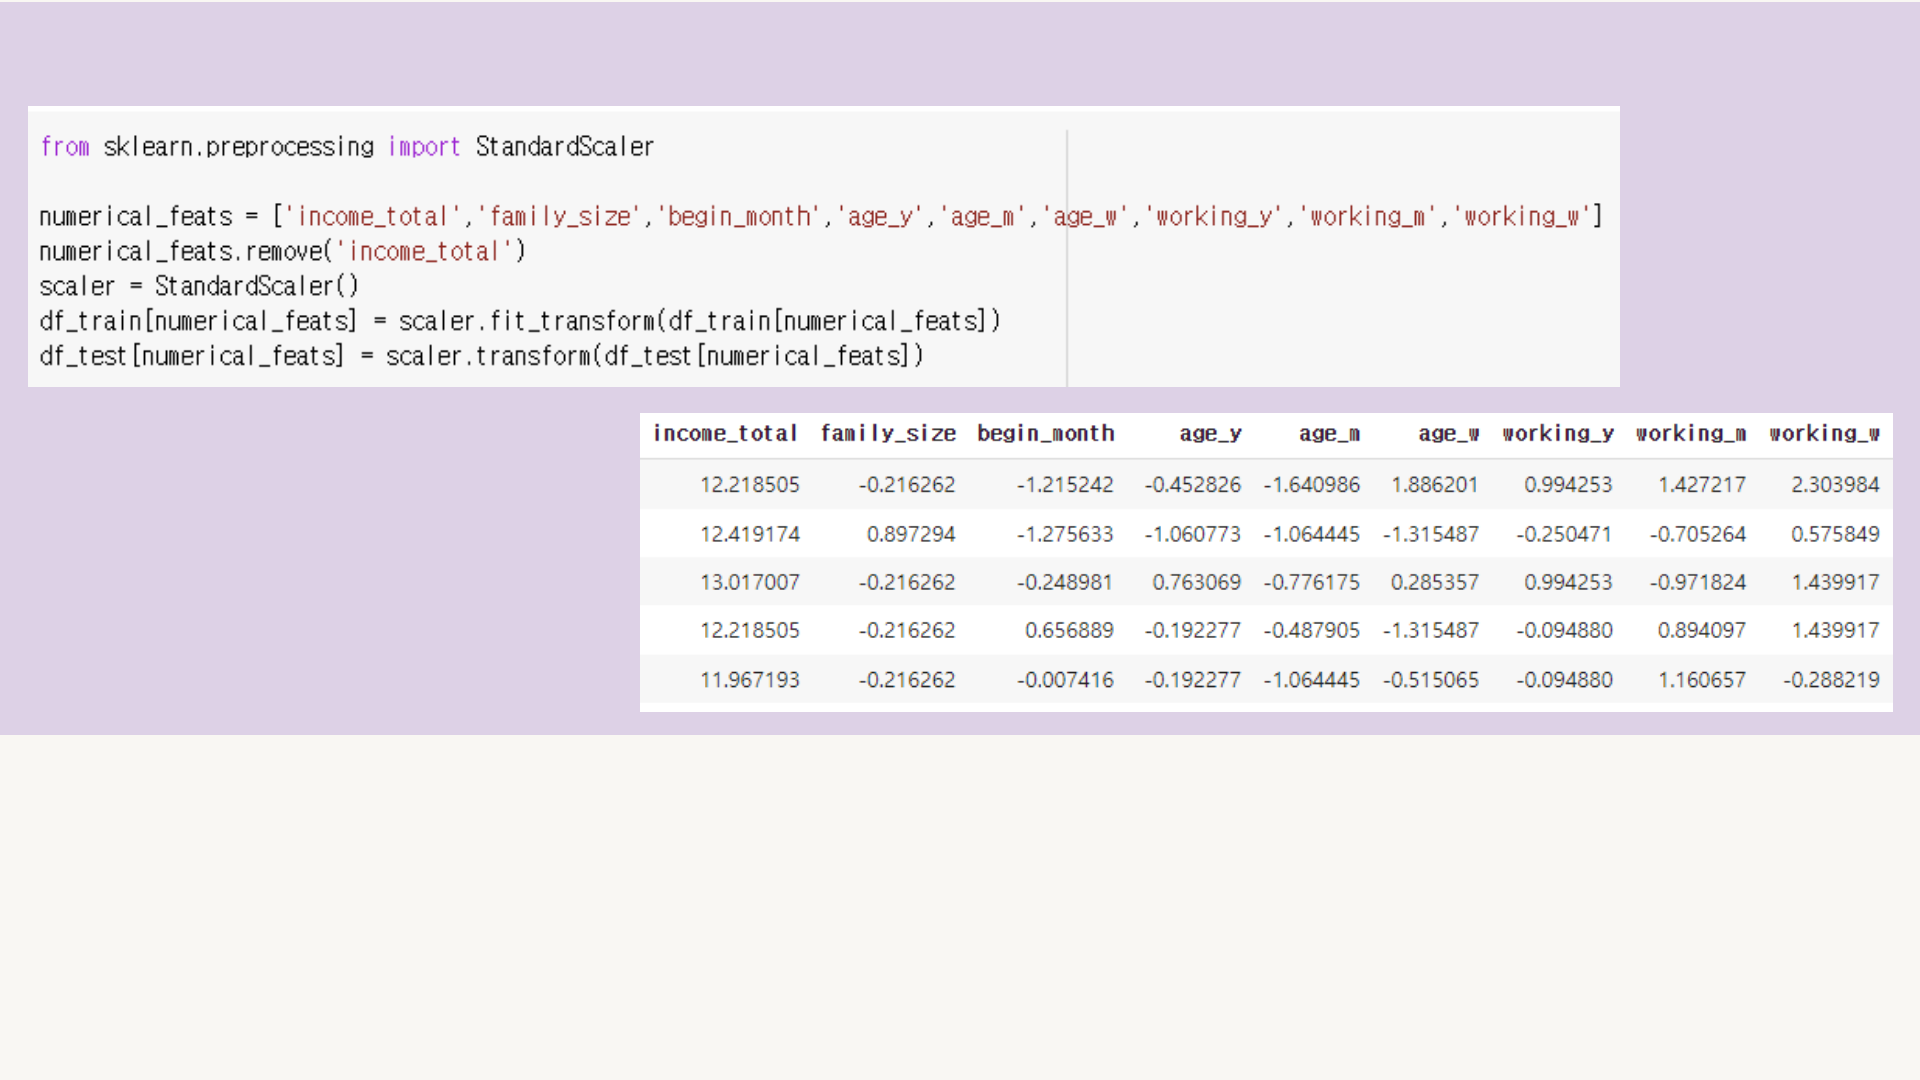 from sklearn.preprocessing import StandardScaler
numerical_feats = ['income_total','family_size','begin_month','age_y','age_m','age_w','working_y','working_m','working_w']
numerical_feats.remove('income_total')
scaler = StandardScaler()
df_train[numerical_feats] = scaler.fit_transform(df_train[numerical_feats])
df_test[numerical_feats] = scaler.transform(df_test[numerical_feats])
income_total family_size begin_month age_y age_m age_w working_y working_m working_w
12.218505 -0.216262 -1.215242 -0.452826 -1.640986 1.886201 0.994253 1.427217 2.303984
12.419174 0.897294 -1.275633 -1.060773 -1.064445 -1.315487 -0.250471 -0.705264 0.575849
13.017007 -0.216262 -0.248981 0.763069 -0.776175 0.285357 0.994253 -0.971824 1.439917
12.218505 -0.216262 0.656889 -0.192277 -0.487905 -1.315487 -0.094880 0.894097 1.439917
11.967193 -0.216262 -0.007416 -0.192277 -1.064445 -0.515065 -0.094880 1.160657 -0.288219